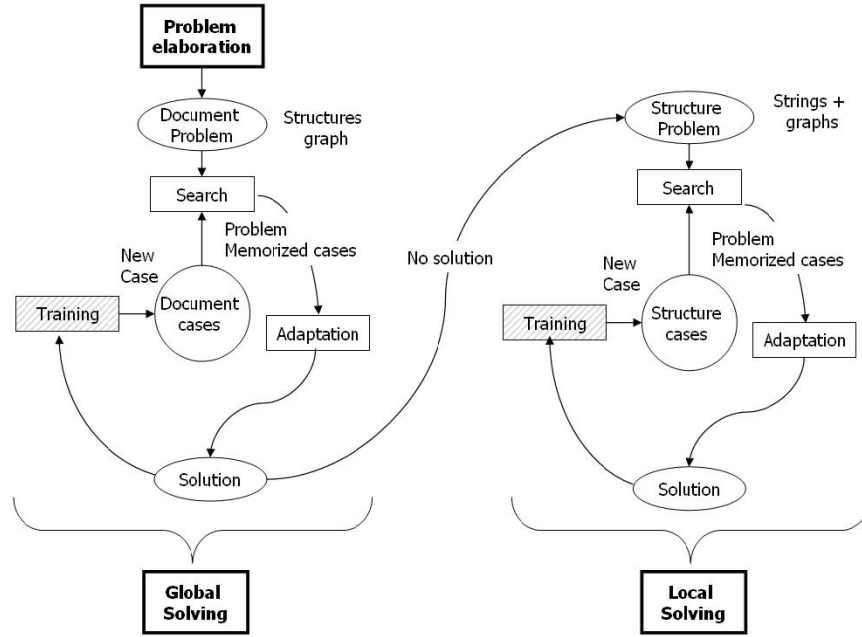 Problem
elaboration
Document
Problem
Structures
graph
Search
Problem
Memorized cases
New
Case
Training
Document
cases
Adaptation
Solution
Global
Solving
No solution
Structure
Problem
Strings +
graphs
Search
Problem
Memorized cases
New
Case
Training
Structure
cases
Adaptation
Solution
Local
Solving